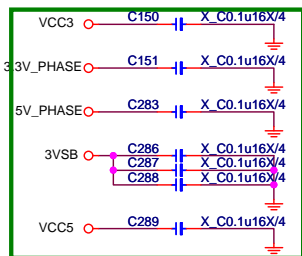 VCC3 C150 X_C0.1u16X/4
3.3V_PHASE C151 X_C0.1u16X/4
5V_PHASE C283 X_C0.1u16X/4
3VSB C286 X_C0.1u16X/4
C287 X_C0.1u16X/4
C288 X_C0.1u16X/4
VCC5 C289 X_C0.1u16X/4